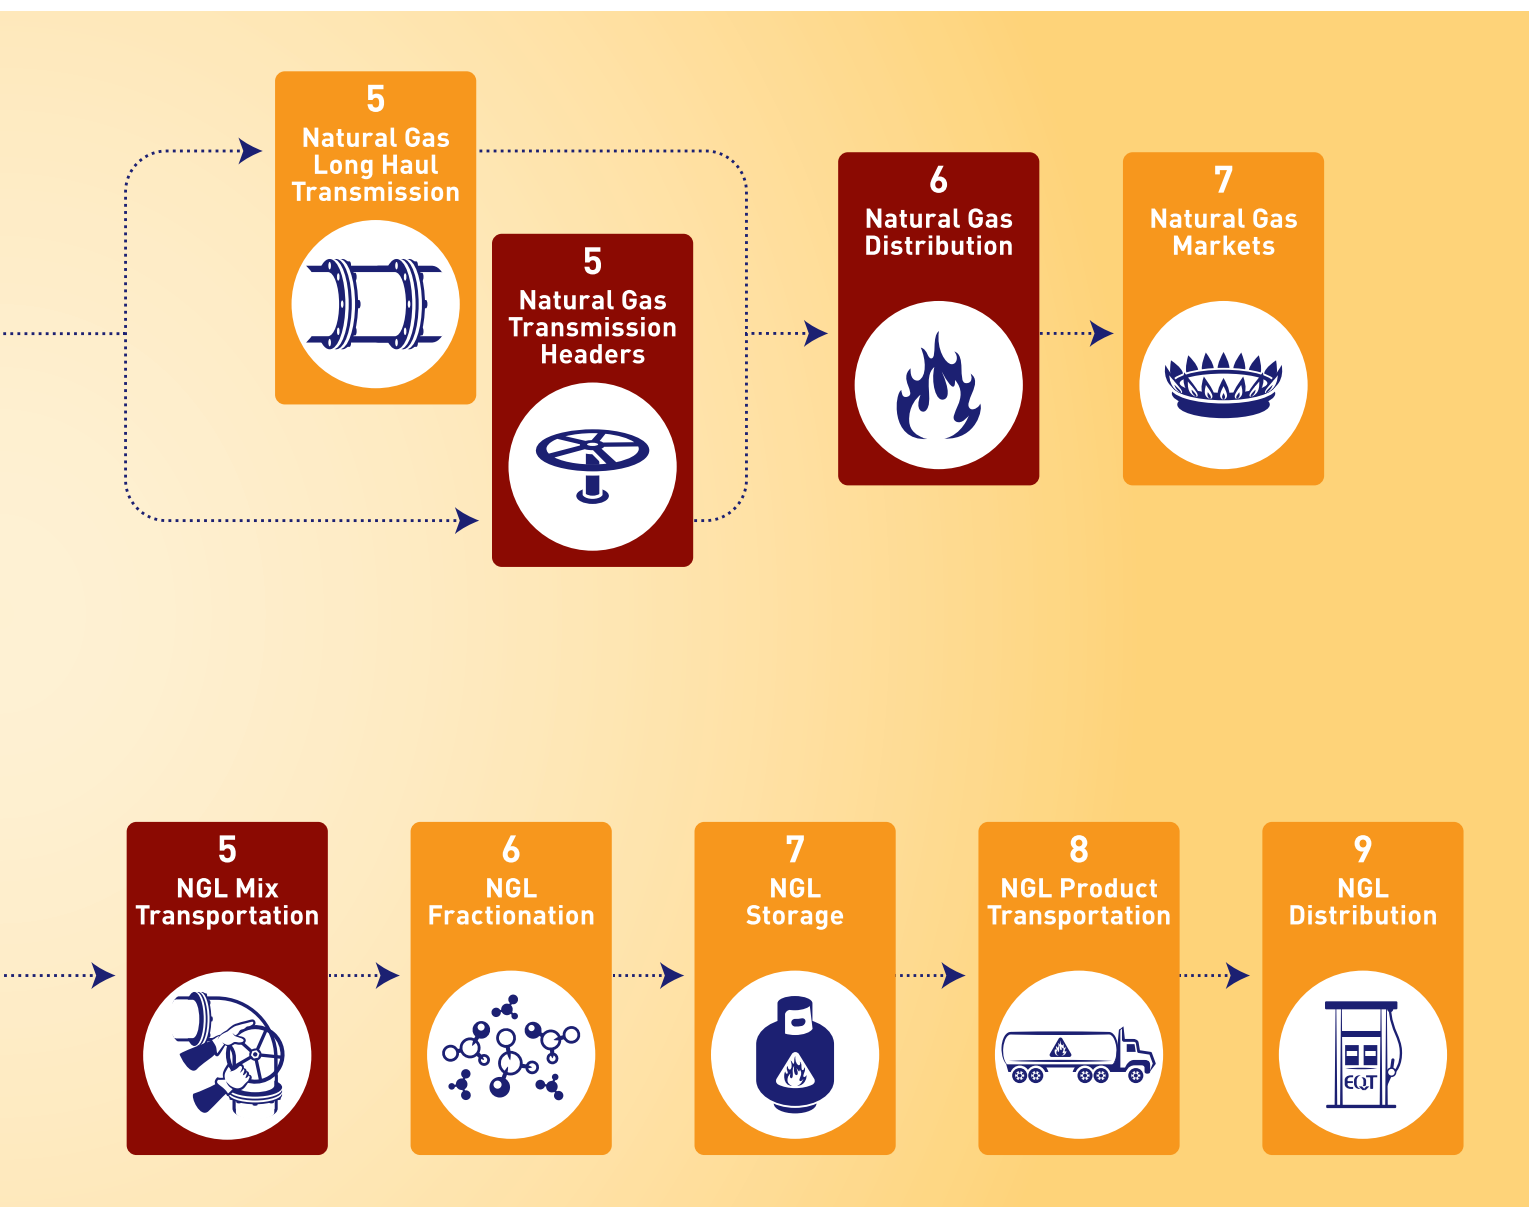 5
Natural Gas
Long Haul
Transmission
5
Natural Gas
Transmission
Headers
6
Natural Gas
Distribution
7
Natural Gas
Markets
5
NGL Mix
Transportation
6
NGL
Fractionation
7
NGL
Storage
8
NGL Product
Transportation
9
NGL
Distribution
EQT